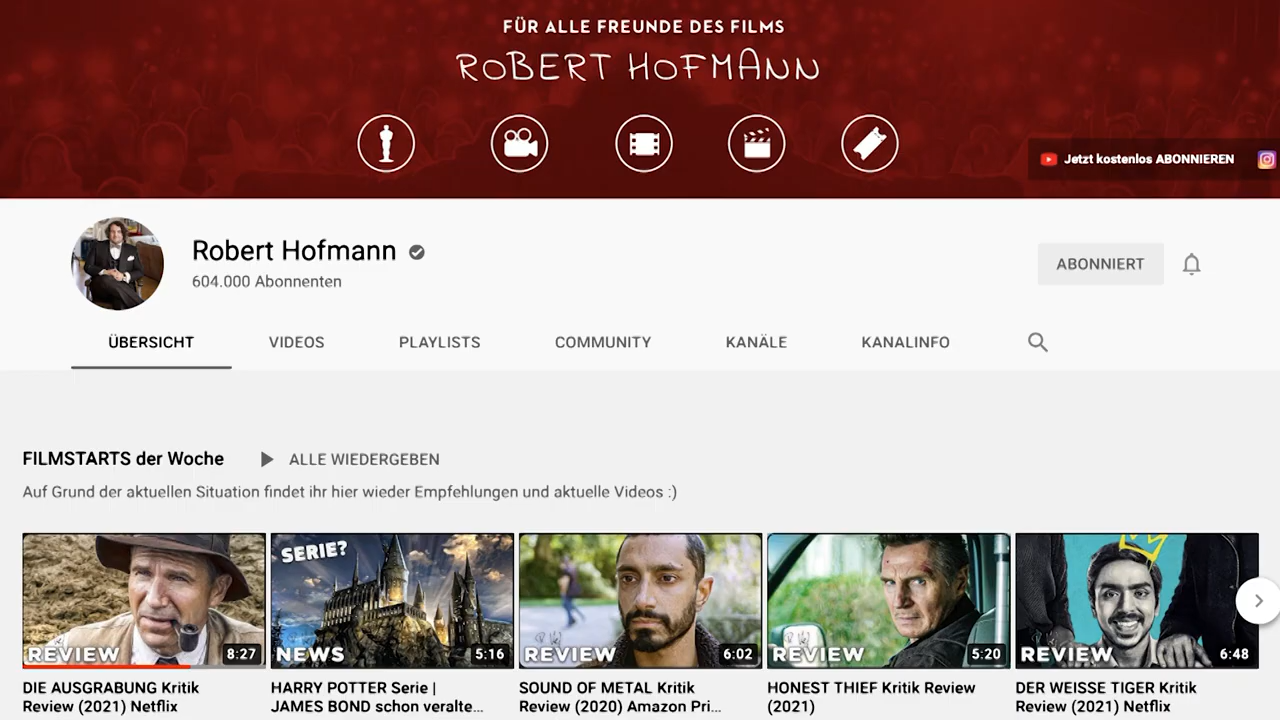 FÜR ALLE FREUNDE DES FILMS
ROBERT HOFMANN
Jetzt kostenlos ABONNIEREN
Robert Hofmann
604.000 Abonnenten
ABONNIERT
ÜBERSICHT VIDEOS PLAYLISTS COMMUNITY KANÄLE KANALINFO
FILMSTARTS der Woche ALLE WIEDERGEBEN
Auf Grund der aktuellen Situation findet ihr hier wieder Empfehlungen und aktuelle Videos :)
REVIEW 8:27
SERIE?
NEWS 5:16
REVIEW 6:02
REVIEW 5:20
REVIEW 6:48
DIE AUSGRABUNG Kritik
Review (2021) Netflix
HARRY POTTER Serie |
JAMES BOND schon veralte...
SOUND OF METAL Kritik
Review (2020) Amazon Pri...
HONEST THIEF Kritik Review
(2021)
DER WEISSE TIGER Kritik
Review (2021) Netflix